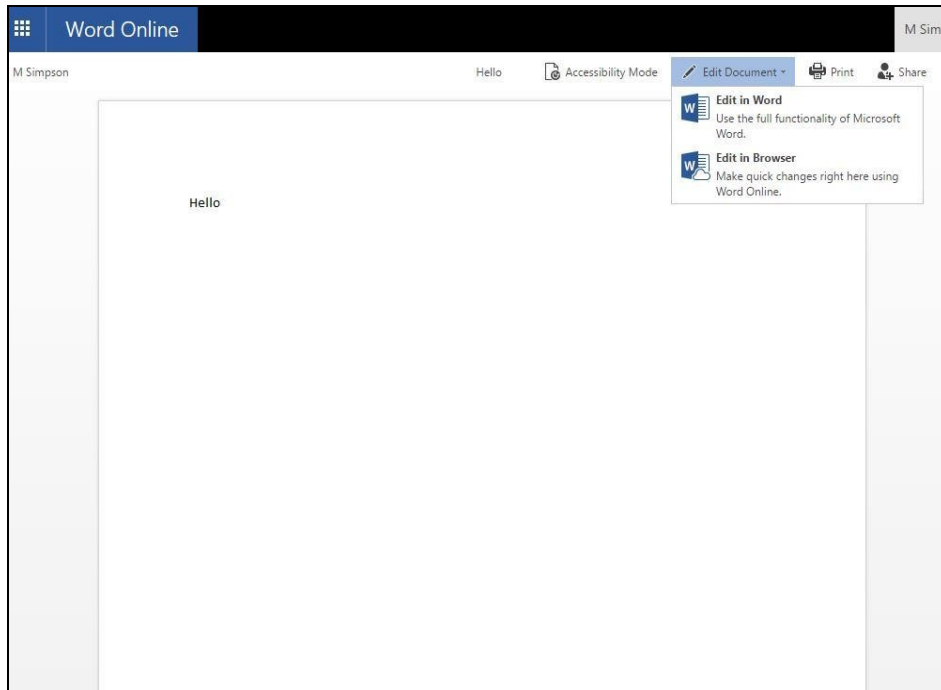 Word Online
M Sim
M Simpson Hello Accessibility Mode Edit Document Print Share
Edit in Word
Use the full functionality of Microsoft
Word.
Edit in Browser
Make quick changes right here using
Word Online.
Hello